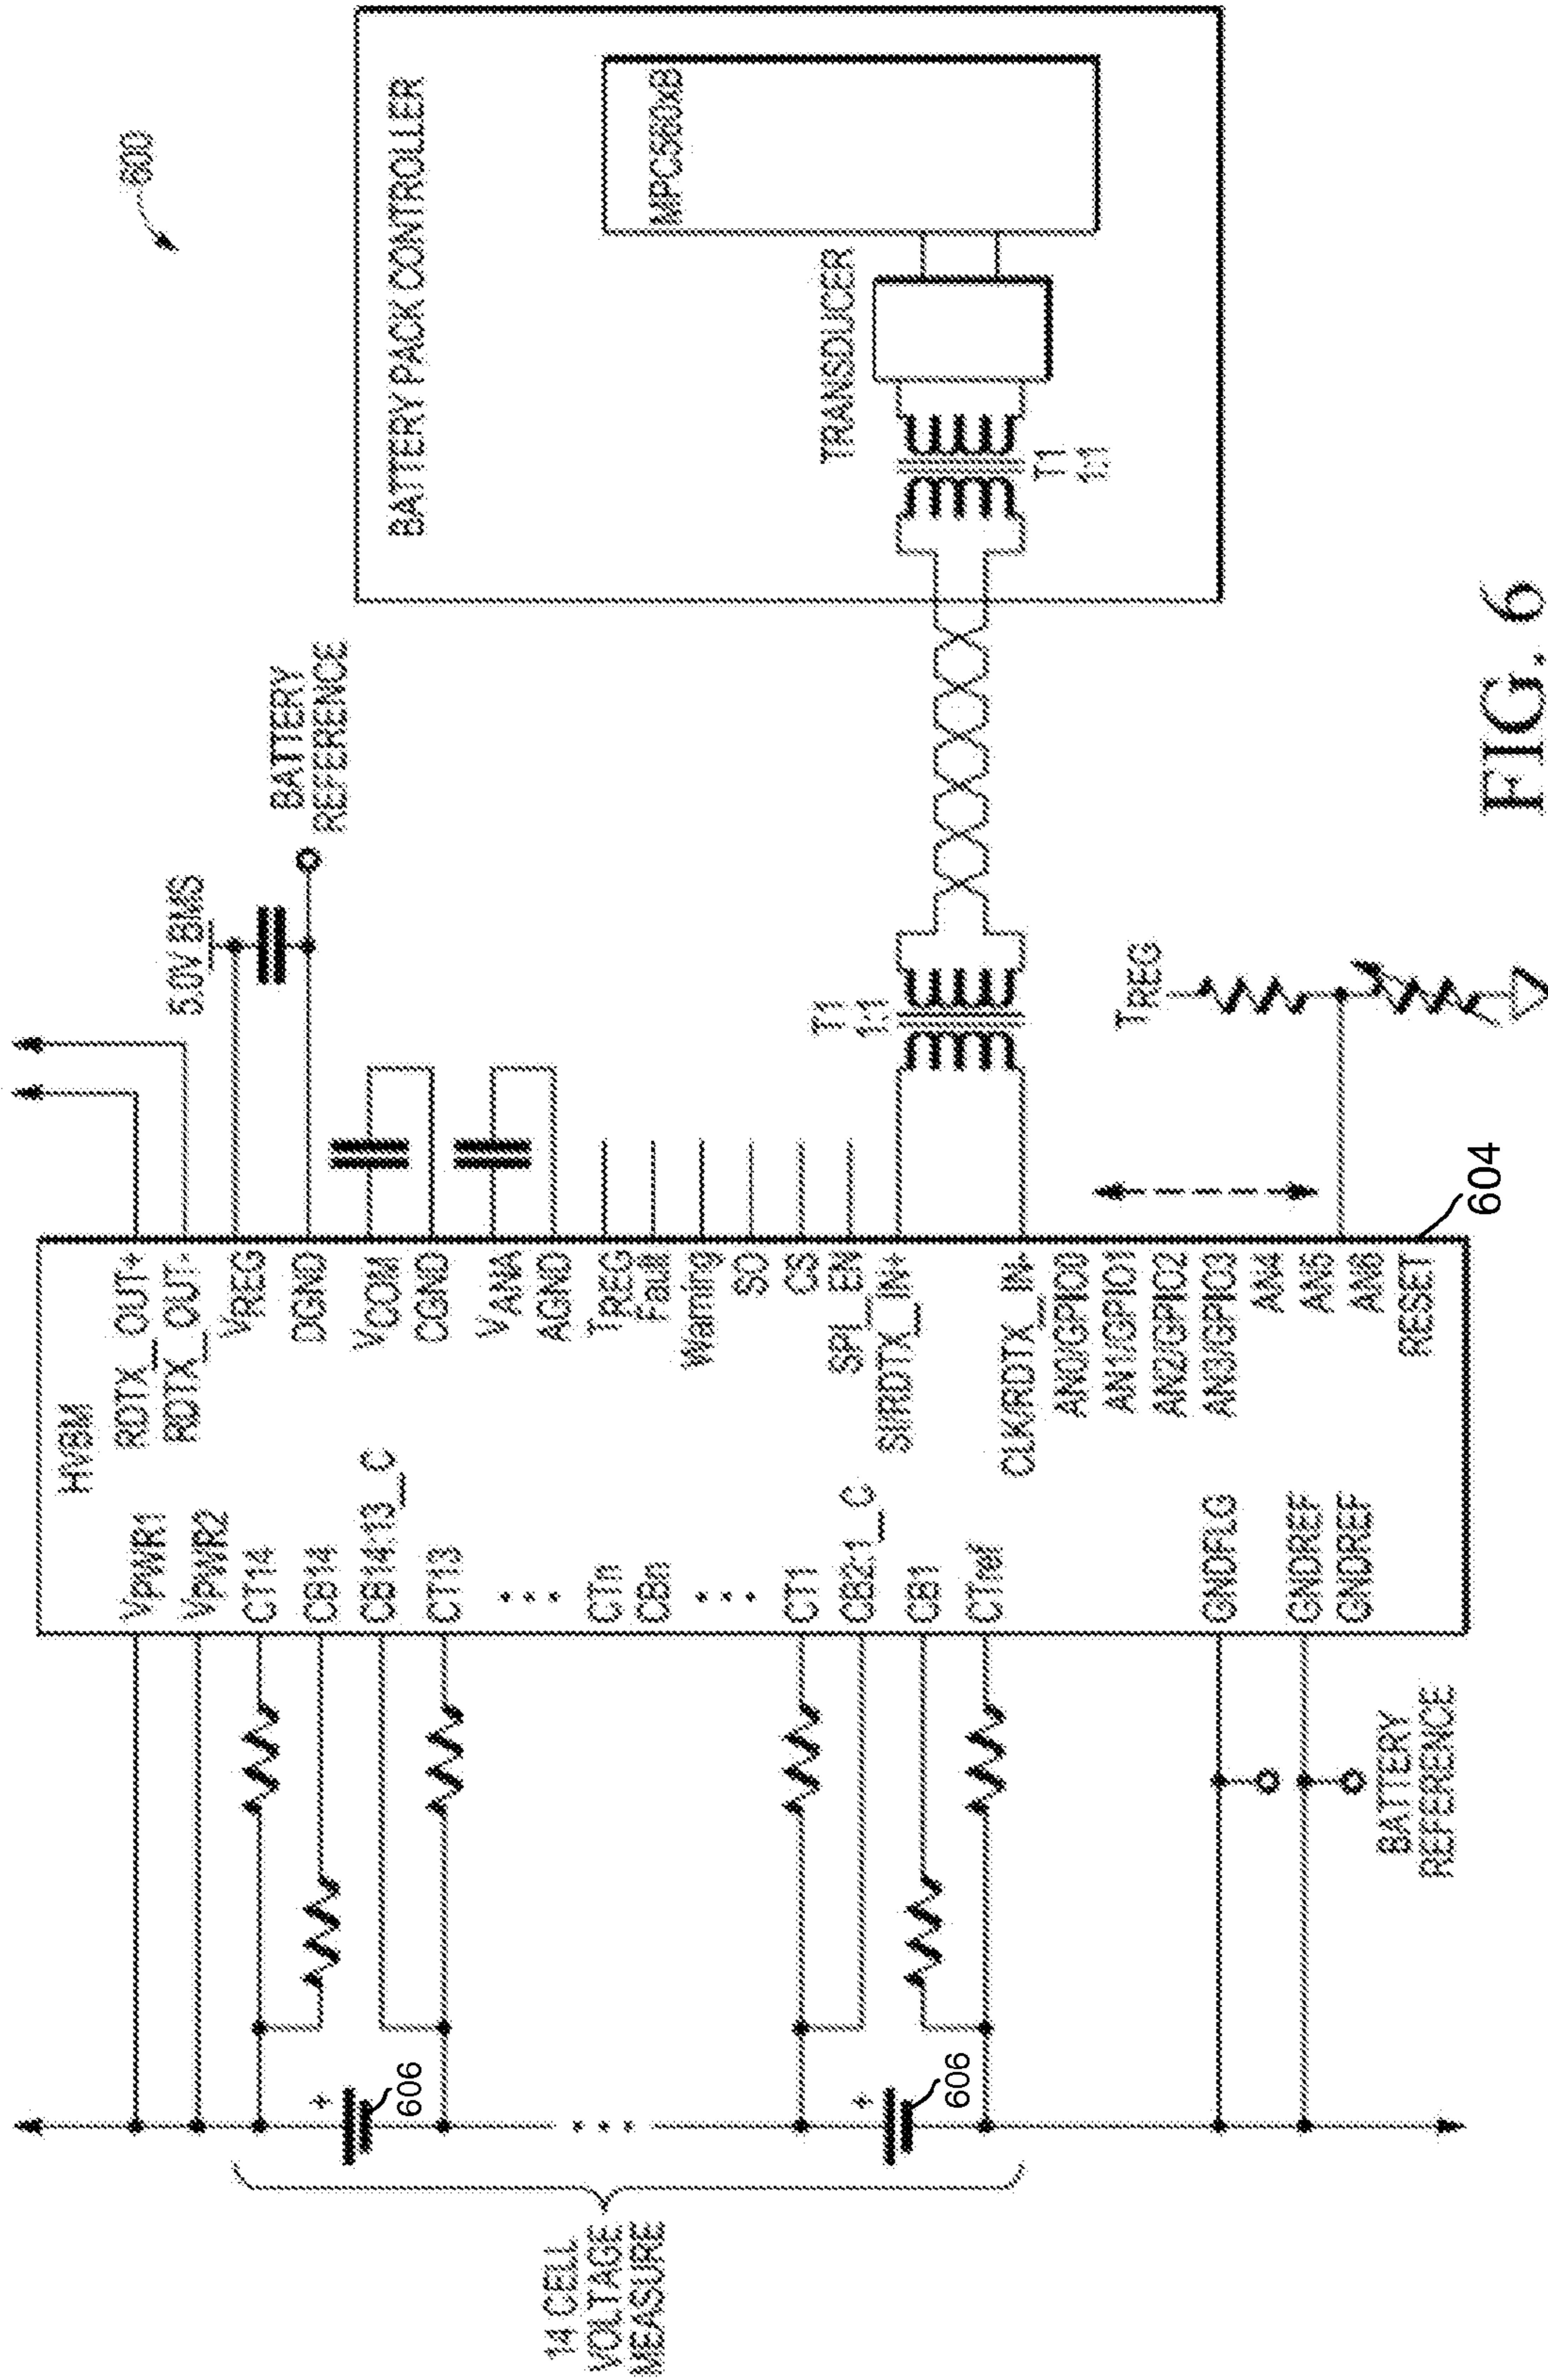 600
14 CELL
VOLTAGE
MEASURE
+
606
+
606
HVBM
VPWR1
VPWR2
CT14
CB14
CB14:13_C
CT13
...
CTn
CBn
...
CT1
CB2:1_C
CB1
CTref
GNDFLG
GNDREF
GNDREF
BATTERY
REFERENCE
RDTX_OUT+
RDTX_OUT-
VREG
DGND
VCOM
CGND
VANA
AGND
TREG
Fault
Warning
SO
CS
SPI_EN
SI/RDTX_IN+
CLK/RDTX_IN+
AN0/GPIO0
AN1/GPIO1
AN2/GPIO2
AN3/GPIO3
AN4
AN5
AN6
RESET
604
5.0V BMS
BATTERY
REFERENCE
T1
1:1
TREG
BATTERY PACK CONTROLLER
TRANSDUCER
T1
1:1
MPC560xB
FIG. 6